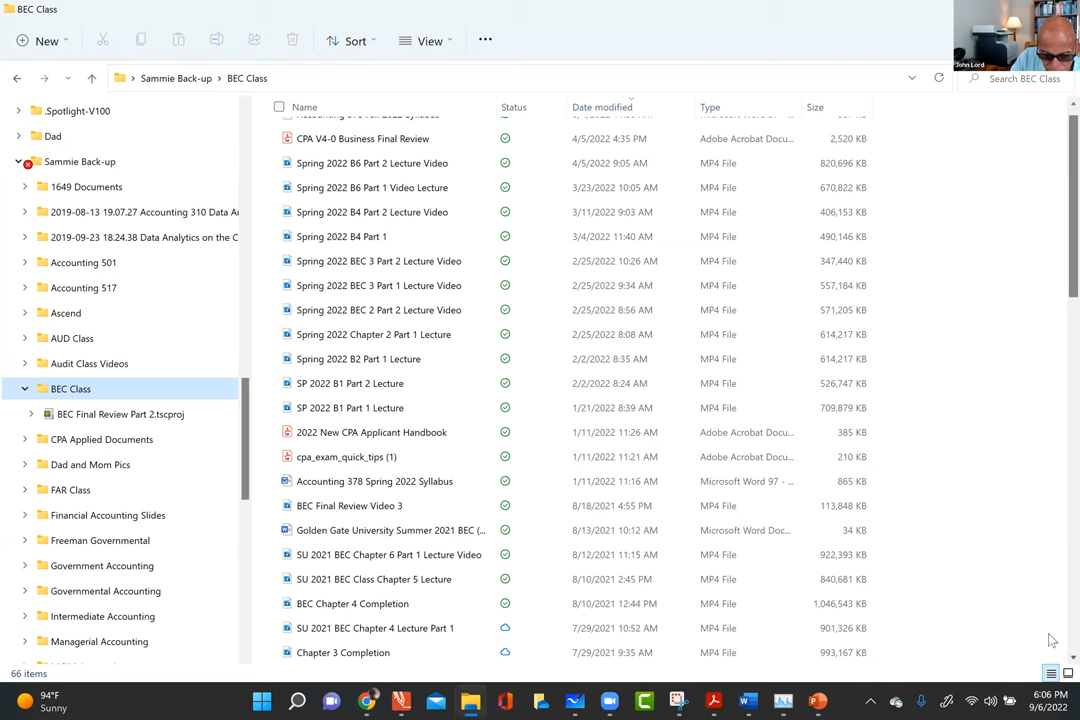 BEC Class
New
Sort
View
Sammie Back-up
BEC Class
Search BEC Class
John Lord
.Spotlight-V100
Dad
Sammie Back-up
1649 Documents
2019-08-13 19.07.27 Accounting 310 Data Ar
2019-09-23 18.24.38 Data Analytics on the C
Accounting 501
Accounting 517
Ascend
AUD Class
Audit Class Videos
BEC Class
BEC Final Review Part 2.tscproj
CPA Applied Documents
Dad and Mom Pics
FAR Class
Financial Accounting Slides
Freeman Governmental
Government Accounting
Governmental Accounting
Intermediate Accounting
Managerial Accounting
Name Status Date modified Type Size
CPA V4-0 Business Final Review 4/5/2022 4:35 PM Adobe Acrobat Docu... 2,520 KB
Spring 2022 B6 Part 2 Lecture Video 4/5/2022 9:05 AM MP4 File 820,696 KB
Spring 2022 B6 Part 1 Video Lecture 3/23/2022 10:05 AM MP4 File 670,822 KB
Spring 2022 B4 Part 2 Lecture Video 3/11/2022 9:03 AM MP4 File 406,153 KB
Spring 2022 B4 Part 1 3/4/2022 11:40 AM MP4 File 490,146 KB
Spring 2022 BEC 3 Part 2 Lecture Video 2/25/2022 10:26 AM MP4 File 347,440 KB
Spring 2022 BEC 3 Part 1 Lecture Video 2/25/2022 9:34 AM MP4 File 557,184 KB
Spring 2022 BEC 2 Part 2 Lecture Video 2/25/2022 8:56 AM MP4 File 571,205 KB
Spring 2022 Chapter 2 Part 1 Lecture 2/25/2022 8:08 AM MP4 File 614,217 KB
Spring 2022 B2 Part 1 Lecture 2/2/2022 8:35 AM MP4 File 614,217 KB
SP 2022 B1 Part 2 Lecture 2/2/2022 8:24 AM MP4 File 526,747 KB
SP 2022 B1 Part 1 Lecture 1/21/2022 8:39 AM MP4 File 709,879 KB
2022 New CPA Applicant Handbook 1/11/2022 11:26 AM Adobe Acrobat Docu... 385 KB
cpa_exam_quick_tips (1) 1/11/2022 11:21 AM Adobe Acrobat Docu... 210 KB
Accounting 378 Spring 2022 Syllabus 1/11/2022 11:16 AM Microsoft Word 97 - ... 865 KB
BEC Final Review Video 3 8/18/2021 4:55 PM MP4 File 113,848 KB
Golden Gate University Summer 2021 BEC (... 8/13/2021 10:12 AM Microsoft Word Doc... 34 KB
SU 2021 BEC Chapter 6 Part 1 Lecture Video 8/12/2021 11:15 AM MP4 File 922,393 KB
SU 2021 BEC Class Chapter 5 Lecture 8/10/2021 2:45 PM MP4 File 840,681 KB
BEC Chapter 4 Completion 8/10/2021 12:44 PM MP4 File 1,046,543 KB
SU 2021 BEC Chapter 4 Lecture Part 1 7/29/2021 10:52 AM MP4 File 901,326 KB
Chapter 3 Completion 7/29/2021 9:35 AM MP4 File 993,167 KB
66 items
94°F
Sunny
6:06 PM
9/6/2022